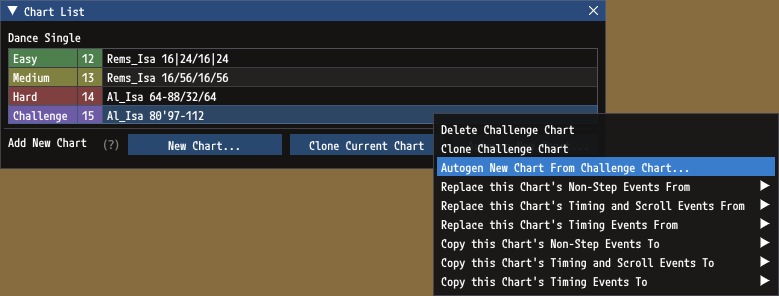 Chart List
Dance Single
Easy 12 Rems_Isa 16|24/16|24
Medium 13 Rems_Isa 16/56/16/56
Hard 14 Al_Isa 64-88/32/64
Challenge 15 Al_Isa 80'97-112
Add New Chart (?) New Chart... Clone Current Chart
Delete Challenge Chart
Clone Challenge Chart
Autogen New Chart From Challenge Chart...
Replace this Chart's Non-Step Events From
Replace this Chart's Timing and Scroll Events From
Replace this Chart's Timing Events From
Copy this Chart's Non-Step Events To
Copy this Chart's Timing and Scroll Events To
Copy this Chart's Timing Events To